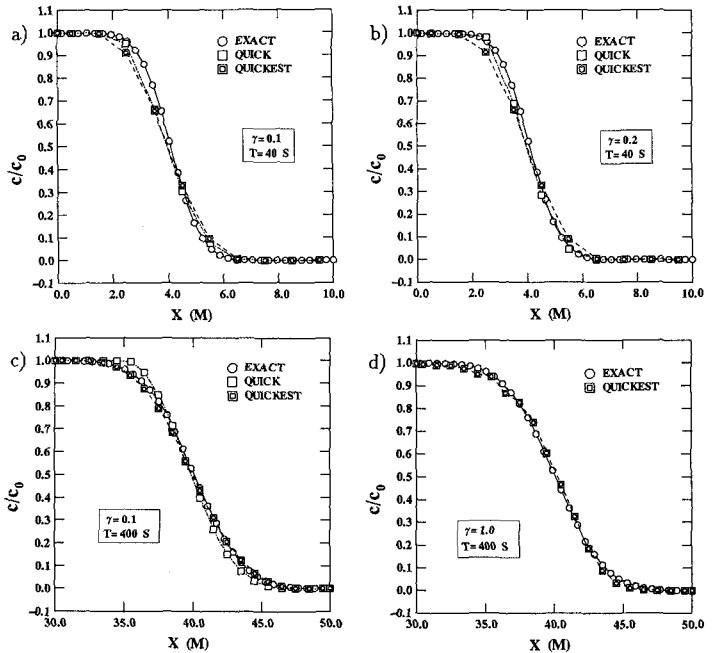 a)
1.1
1.0
0.9
0.8
0.7
0.6
0.5
0.4
0.3
0.2
0.1
0.0
−0.1
c/c₀
EXACT
QUICK
QUICKEST
γ=0.1
T=40 S
0.0 2.0 4.0 6.0 8.0 10.0
X (M)
b)
1.1
1.0
0.9
0.8
0.7
0.6
0.5
0.4
0.3
0.2
0.1
0.0
−0.1
c/c₀
EXACT
QUICK
QUICKEST
γ=0.2
T=40 S
0.0 2.0 4.0 6.0 8.0 10.0
X (M)
c)
1.1
1.0
0.9
0.8
0.7
0.6
0.5
0.4
0.3
0.2
0.1
0.0
−0.1
c/c₀
EXACT
QUICK
QUICKEST
γ=0.1
T=400 S
30.0 35.0 40.0 45.0 50.0
X (M)
d)
1.1
1.0
0.9
0.8
0.7
0.6
0.5
0.4
0.3
0.2
0.1
0.0
−0.1
c/c₀
EXACT
QUICKEST
γ=1.0
T=400 S
30.0 35.0 40.0 45.0 50.0
X (M)